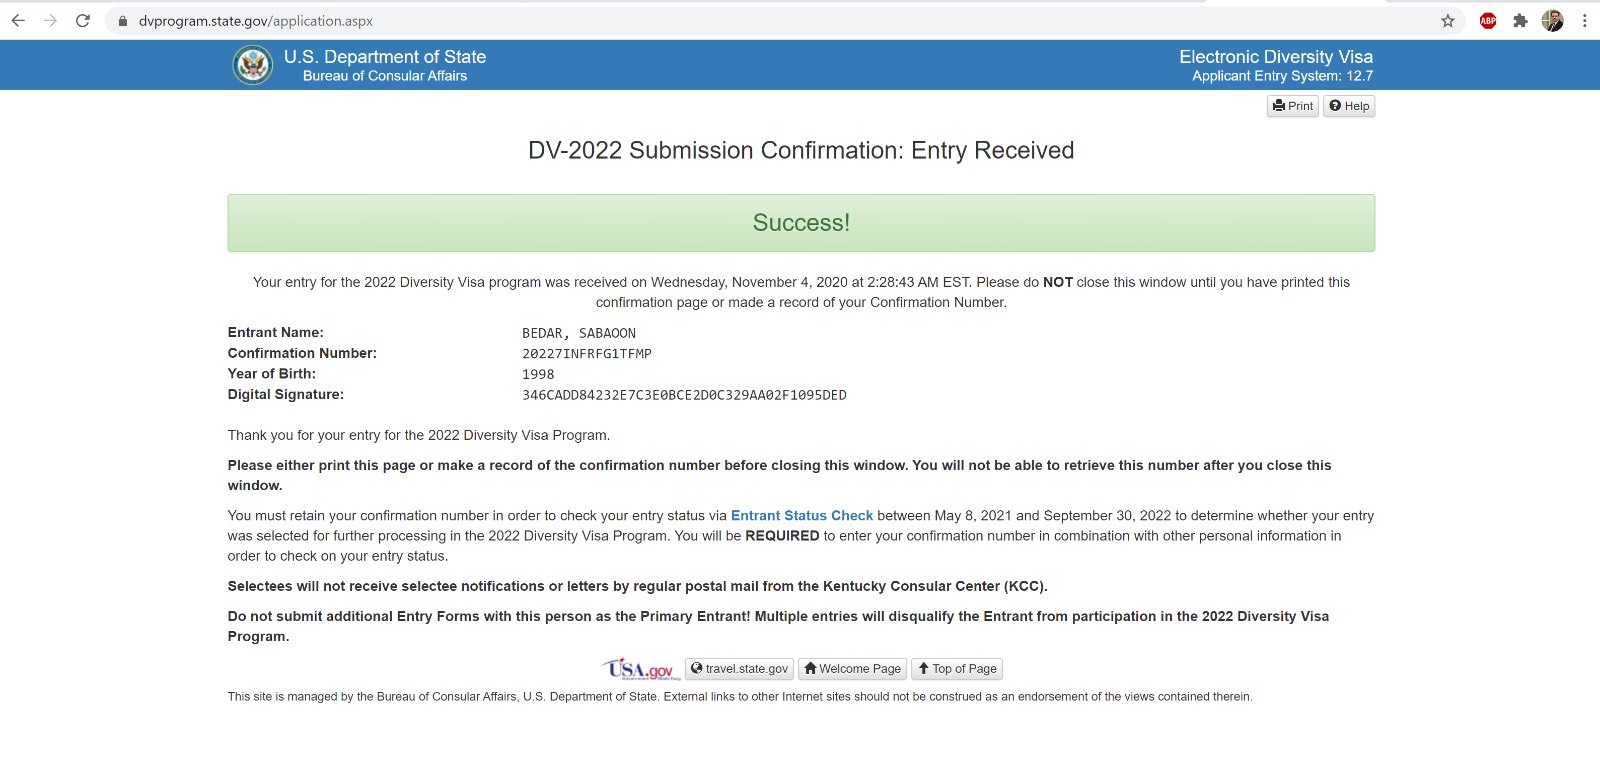 dvprogram.state.gov/application.aspx
ABP
U.S. Department of State
Bureau of Consular Affairs
Electronic Diversity Visa
Applicant Entry System: 12.7
Print
Help
DV-2022 Submission Confirmation: Entry Received
Success!
Your entry for the 2022 Diversity Visa program was received on Wednesday, November 4, 2020 at 2:28:43 AM EST. Please do NOT close this window until you have printed this
confirmation page or made a record of your Confirmation Number.
Entrant Name: BEDAR, SABAOON
Confirmation Number: 20227INFRFG1TFMP
Year of Birth: 1998
Digital Signature: 346CADD84232E7C3E0BCE2D0C329AA02F1095DED
Thank you for your entry for the 2022 Diversity Visa Program.
Please either print this page or make a record of the confirmation number before closing this window. You will not be able to retrieve this number after you close this
window.
You must retain your confirmation number in order to check your entry status via Entrant Status Check between May 8, 2021 and September 30, 2022 to determine whether your entry
was selected for further processing in the 2022 Diversity Visa Program. You will be REQUIRED to enter your confirmation number in combination with other personal information in
order to check on your entry status.
Selectees will not receive selectee notifications or letters by regular postal mail from the Kentucky Consular Center (KCC).
Do not submit additional Entry Forms with this person as the Primary Entrant! Multiple entries will disqualify the Entrant from participation in the 2022 Diversity Visa
Program.
USA.gov
travel.state.gov
Welcome Page
Top of Page
This site is managed by the Bureau of Consular Affairs, U.S. Department of State. External links to other Internet sites should not be construed as an endorsement of the views contained therein.